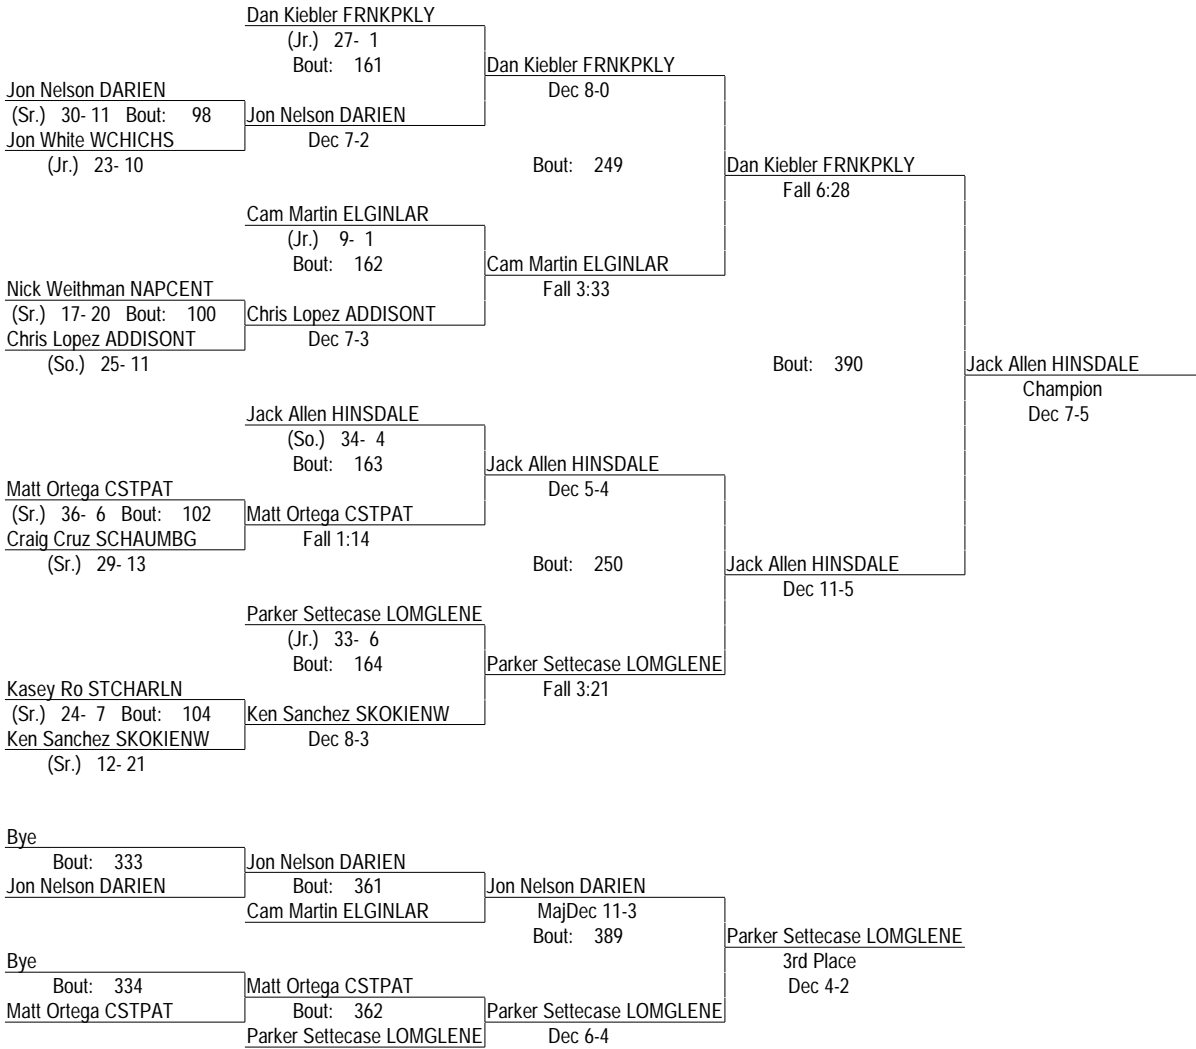 Dan Kiebler FRNKPKLY
(Jr.) 27- 1
Bout: 161
Dan Kiebler FRNKPKLY
Dec 8-0
Jon Nelson DARIEN
(Sr.) 30- 11 Bout: 98
Jon Nelson DARIEN
Dec 7-2
Jon White WCHICHS
(Jr.) 23- 10
Bout: 249
Dan Kiebler FRNKPKLY
Fall 6:28
Cam Martin ELGINLAR
(Jr.) 9- 1
Bout: 162
Cam Martin ELGINLAR
Fall 3:33
Nick Weithman NAPCENT
(Sr.) 17- 20 Bout: 100
Chris Lopez ADDISONT
Dec 7-3
Chris Lopez ADDISONT
(So.) 25- 11
Bout: 390
Jack Allen HINSDALE
Champion
Dec 7-5
Jack Allen HINSDALE
(So.) 34- 4
Bout: 163
Jack Allen HINSDALE
Dec 5-4
Matt Ortega CSTPAT
(Sr.) 36- 6 Bout: 102
Matt Ortega CSTPAT
Fall 1:14
Craig Cruz SCHAUMBG
(Sr.) 29- 13
Bout: 250
Jack Allen HINSDALE
Dec 11-5
Parker Settecase LOMGLENE
(Jr.) 33- 6
Bout: 164
Parker Settecase LOMGLENE
Fall 3:21
Kasey Ro STCHARLN
(Sr.) 24- 7 Bout: 104
Ken Sanchez SKOKIENW
Dec 8-3
Ken Sanchez SKOKIENW
(Sr.) 12- 21
Bye
Bout: 333
Jon Nelson DARIEN
Jon Nelson DARIEN
Bout: 361
Cam Martin ELGINLAR
Jon Nelson DARIEN
MajDec 11-3
Bout: 389
Parker Settecase LOMGLENE
3rd Place
Dec 4-2
Bye
Bout: 334
Matt Ortega CSTPAT
Matt Ortega CSTPAT
Bout: 362
Parker Settecase LOMGLENE
Parker Settecase LOMGLENE
Dec 6-4